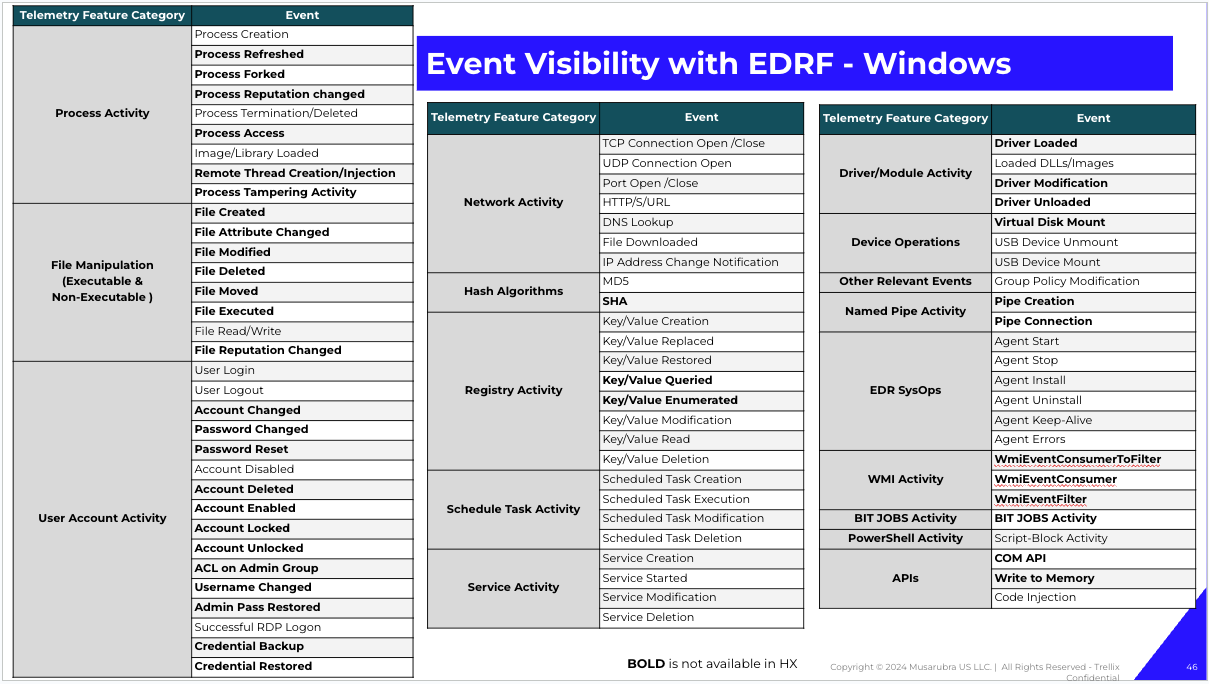 Telemetry Feature Category Event
Process Activity
Process Creation
Process Refreshed
Process Forked
Process Reputation changed
Process Termination/Deleted
Process Access
Image/Library Loaded
Remote Thread Creation/Injection
Process Tampering Activity
File Manipulation
(Executable &
Non-Executable )
File Created
File Attribute Changed
File Modified
File Deleted
File Moved
File Executed
File Read/Write
File Reputation Changed
User Account Activity
User Login
User Logout
Account Changed
Password Changed
Password Reset
Account Disabled
Account Deleted
Account Enabled
Account Locked
Account Unlocked
ACL on Admin Group
Username Changed
Admin Pass Restored
Successful RDP Logon
Credential Backup
Credential Restored
Event Visibility with EDRF - Windows
Telemetry Feature Category Event
Network Activity
TCP Connection Open /Close
UDP Connection Open
Port Open /Close
HTTP/S/URL
DNS Lookup
File Downloaded
IP Address Change Notification
Hash Algorithms
MD5
SHA
Registry Activity
Key/Value Creation
Key/Value Replaced
Key/Value Restored
Key/Value Queried
Key/Value Enumerated
Key/Value Modification
Key/Value Read
Key/Value Deletion
Schedule Task Activity
Scheduled Task Creation
Scheduled Task Execution
Scheduled Task Modification
Scheduled Task Deletion
Service Activity
Service Creation
Service Started
Service Modification
Service Deletion
Telemetry Feature Category Event
Driver/Module Activity
Driver Loaded
Loaded DLLs/Images
Driver Modification
Driver Unloaded
Device Operations
Virtual Disk Mount
USB Device Unmount
USB Device Mount
Other Relevant Events
Group Policy Modification
Named Pipe Activity
Pipe Creation
Pipe Connection
EDR SysOps
Agent Start
Agent Stop
Agent Install
Agent Uninstall
Agent Keep-Alive
Agent Errors
WMI Activity
WmiEventConsumerToFilter
WmiEventConsumer
WmiEventFilter
BIT JOBS Activity
BIT JOBS Activity
PowerShell Activity
Script-Block Activity
APIs
COM API
Write to Memory
Code Injection
BOLD is not available in HX
Copyright © 2024 Musarubra US LLC. | All Rights Reserved - Trellix
Confidential
46